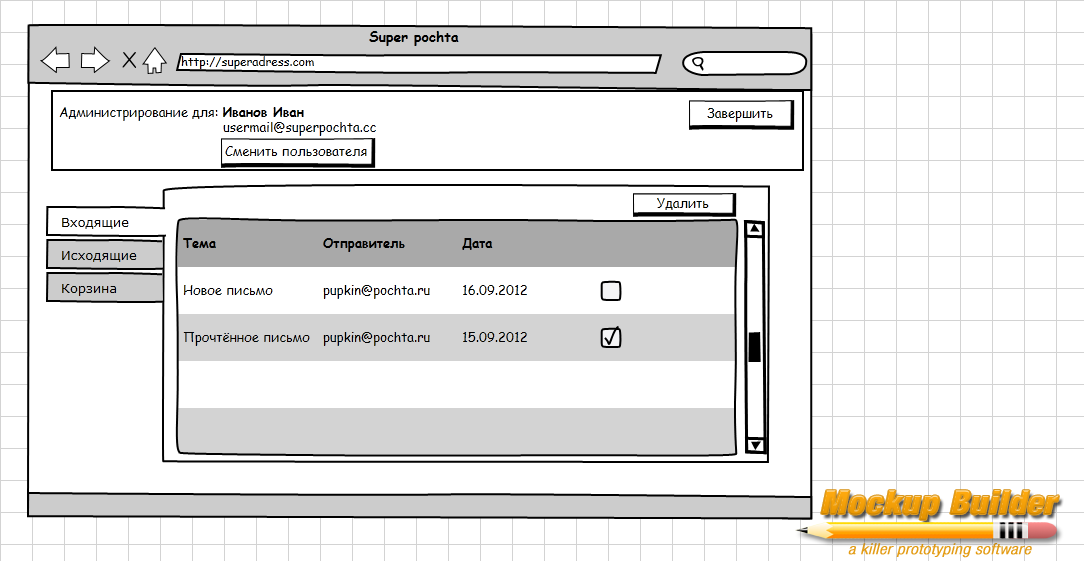 Super pochta
http://superadress.com
Администрирование для: Иванов Иван
usermail@superpochta.cc
Сменить пользователя
Завершить
Входящие
Исходящие
Корзина
Удалить
Тема Отправитель Дата
Новое письмо pupkin@pochta.ru 16.09.2012
Прочтённое письмо pupkin@pochta.ru 15.09.2012
Mockup Builder
a killer prototyping software